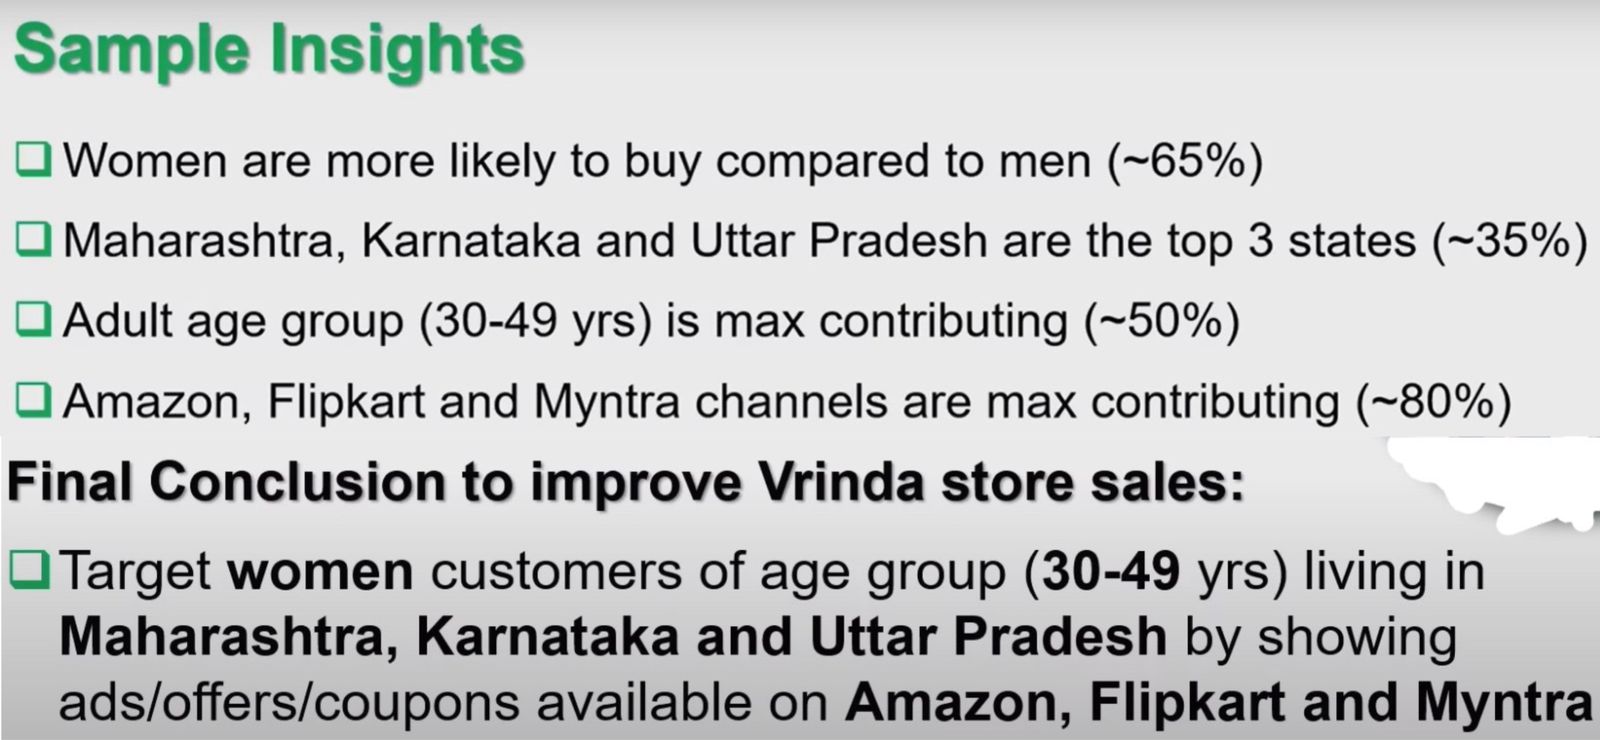 Sample Insights
Women are more likely to buy compared to men (~65%)
Maharashtra, Karnataka and Uttar Pradesh are the top 3 states (~35%)
Adult age group (30-49 yrs) is max contributing (~50%)
Amazon, Flipkart and Myntra channels are max contributing (~80%)
Final Conclusion to improve Vrinda store sales:
Target women customers of age group (30-49 yrs) living in
Maharashtra, Karnataka and Uttar Pradesh by showing
ads/offers/coupons available on Amazon, Flipkart and Myntra